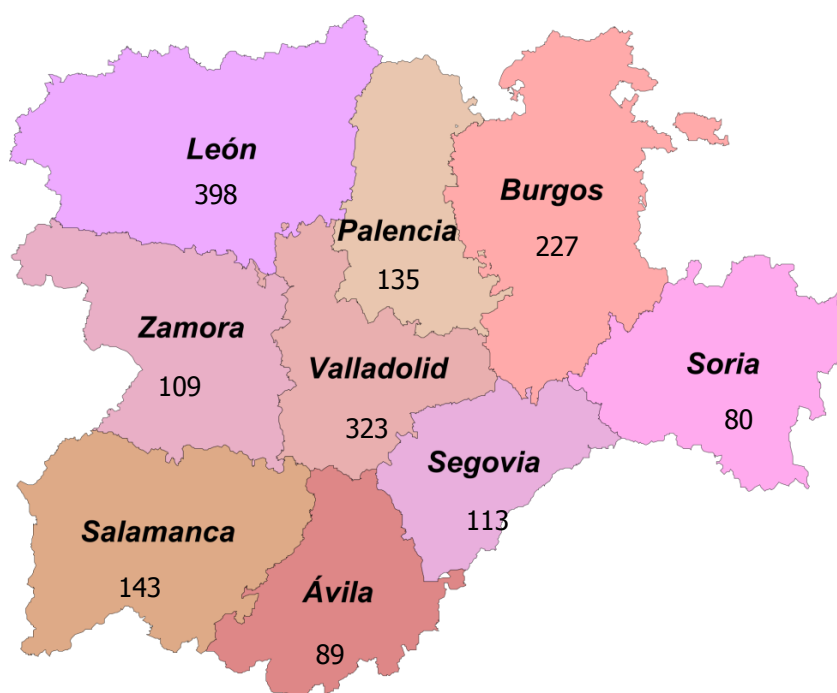 León
398
Palencia
135
Burgos
227
Zamora
109
Valladolid
323
Soria
80
Segovia
113
Salamanca
143
Ávila
89